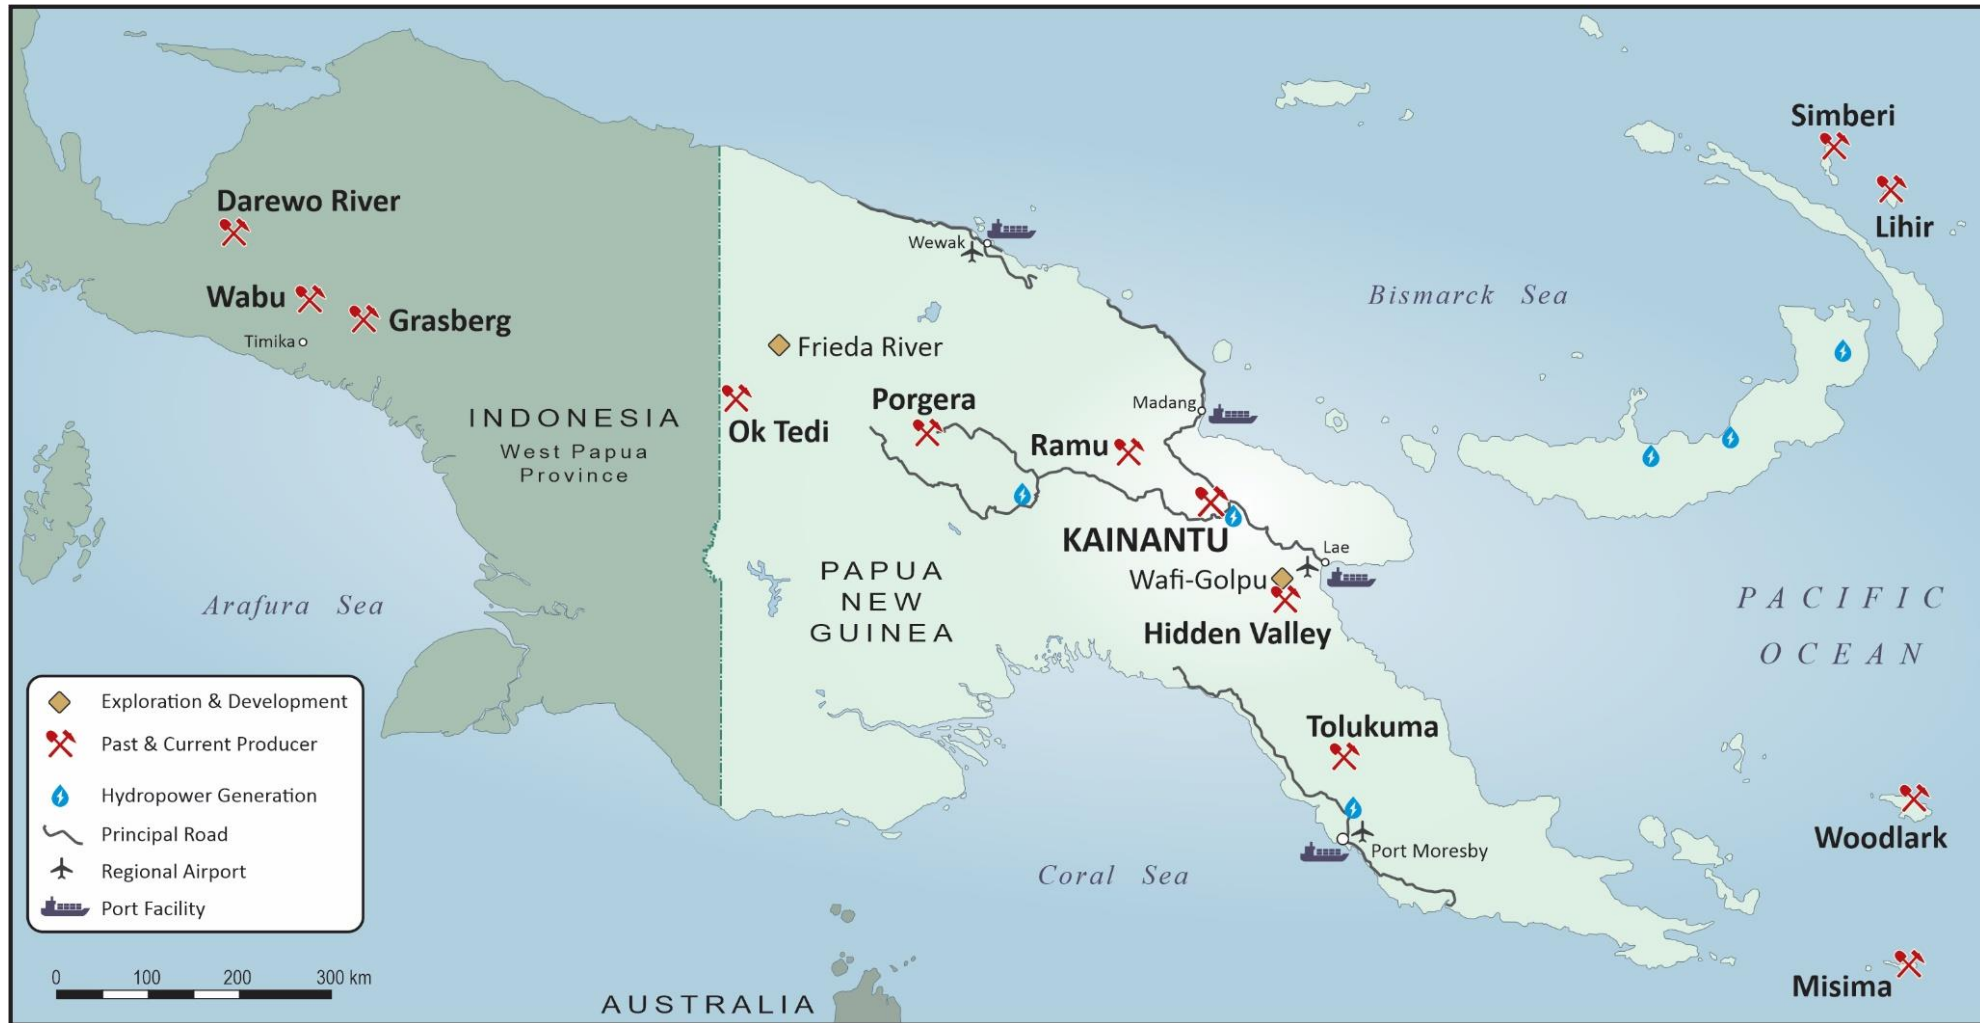 Simberi
Lihir
Darewo River
Wabu
Grasberg
Timika
Wewak
Bismarck Sea
Frieda River
Porgera
Madang
INDONESIA
West Papua
Province
Ok Tedi
Ramu
KAINANTU
Lae
Wafi-Golpu
Hidden Valley
PAPUA
NEW
GUINEA
Arafura Sea
PACIFIC
OCEAN
Tolukuma
Port Moresby
Coral Sea
Woodlark
Misima
AUSTRALIA
Exploration & Development
Past & Current Producer
Hydropower Generation
Principal Road
Regional Airport
Port Facility
0 100 200 300 km